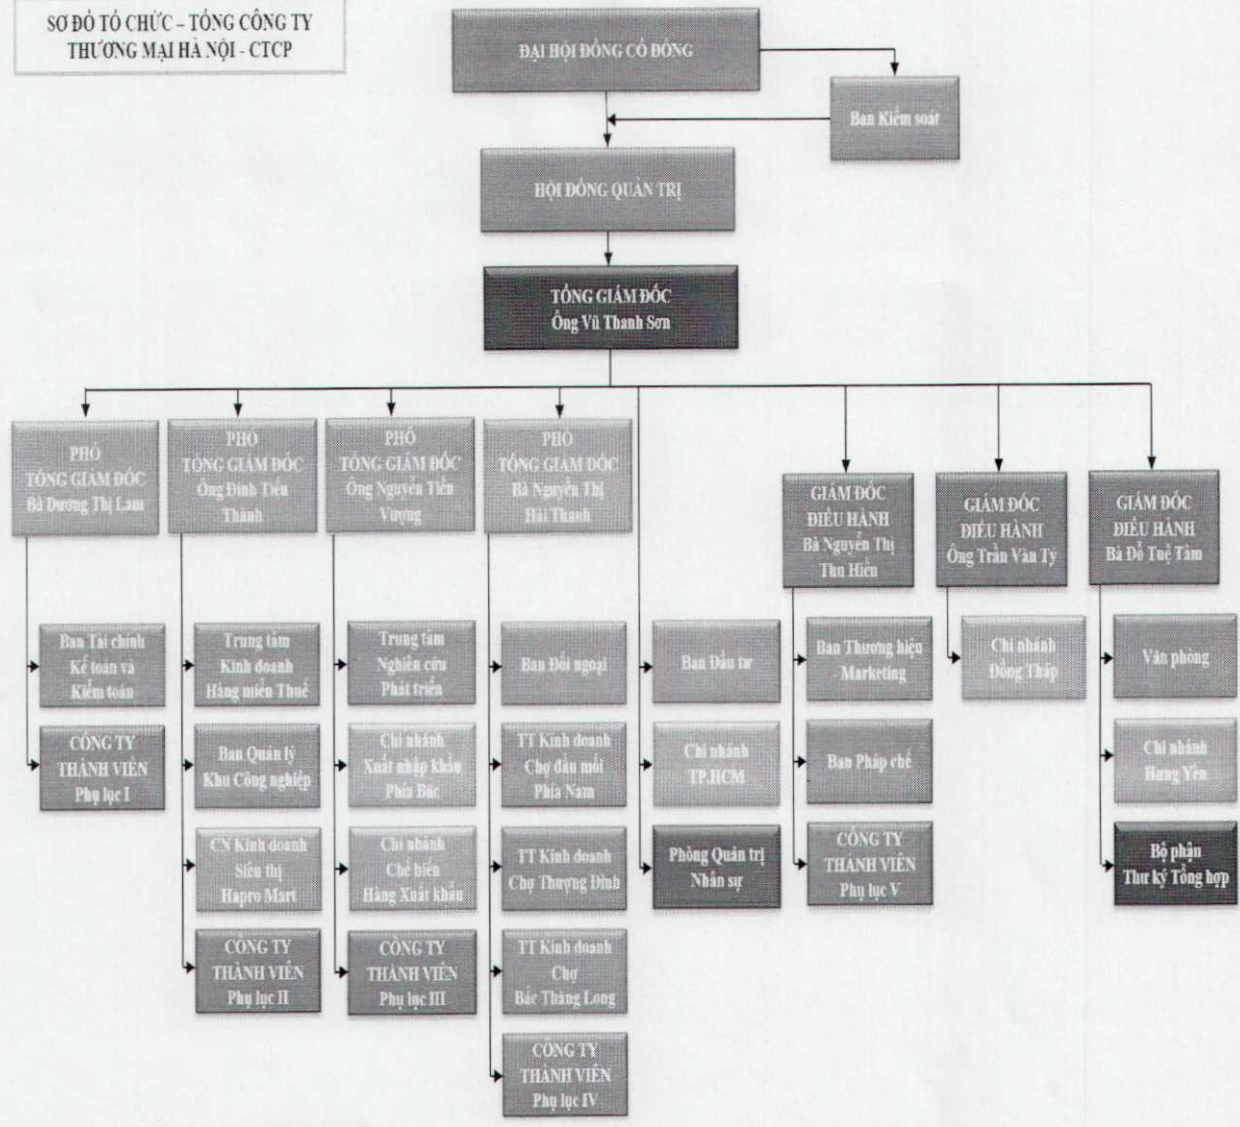 SƠ ĐỒ TỔ CHỨC – TỔNG CÔNG TY
THƯƠNG MẠI HÀ NỘI - CTCP
ĐẠI HỘI ĐỒNG CỔ ĐÔNG
Ban Kiểm soát
HỘI ĐỒNG QUẢN TRỊ
TỔNG GIÁM ĐỐC
Ông Vũ Thanh Sơn
PHÓ
TỔNG GIÁM ĐỐC
Bà Dương Thị Lam
PHÓ
TỔNG GIÁM ĐỐC
Ông Đinh Tiến
Thành
PHÓ
TỔNG GIÁM ĐỐC
Ông Nguyễn Tiến
Vượng
PHÓ
TỔNG GIÁM ĐỐC
Bà Nguyễn Thị
Hải Thanh
GIÁM ĐỐC
ĐIỀU HÀNH
Bà Nguyễn Thị
Thu Hiền
GIÁM ĐỐC
ĐIỀU HÀNH
Ông Trần Văn Tý
GIÁM ĐỐC
ĐIỀU HÀNH
Bà Đỗ Tuệ Tâm
Ban Tài chính
Kế toán và
Kiểm toán
CÔNG TY
THÀNH VIÊN
Phụ lục I
Trung tâm
Kinh doanh
Hàng miễn Thuế
Ban Quản lý
Khu Công nghiệp
CN Kinh doanh
Siêu thị
Hapro Mart
CÔNG TY
THÀNH VIÊN
Phụ lục II
Trung tâm
Nghiên cứu
Phát triển
Chi nhánh
Xuất nhập khẩu
Phía Bắc
Chi nhánh
Chế biến
Hàng Xuất khẩu
CÔNG TY
THÀNH VIÊN
Phụ lục III
Ban Đối ngoại
TT Kinh doanh
Chợ đầu mối
Phía Nam
TT Kinh doanh
Chợ Thượng Đình
TT Kinh doanh
Chợ
Bắc Thăng Long
CÔNG TY
THÀNH VIÊN
Phụ lục IV
Ban Đầu tư
Chi nhánh
TP.HCM
Phòng Quản trị
Nhân sự
Ban Thương hiệu
- Marketing
Ban Pháp chế
CÔNG TY
THÀNH VIÊN
Phụ lục V
Chi nhánh
Đồng Tháp
Văn phòng
Chi nhánh
Hưng Yên
Bộ phận
Thư ký Tổng hợp